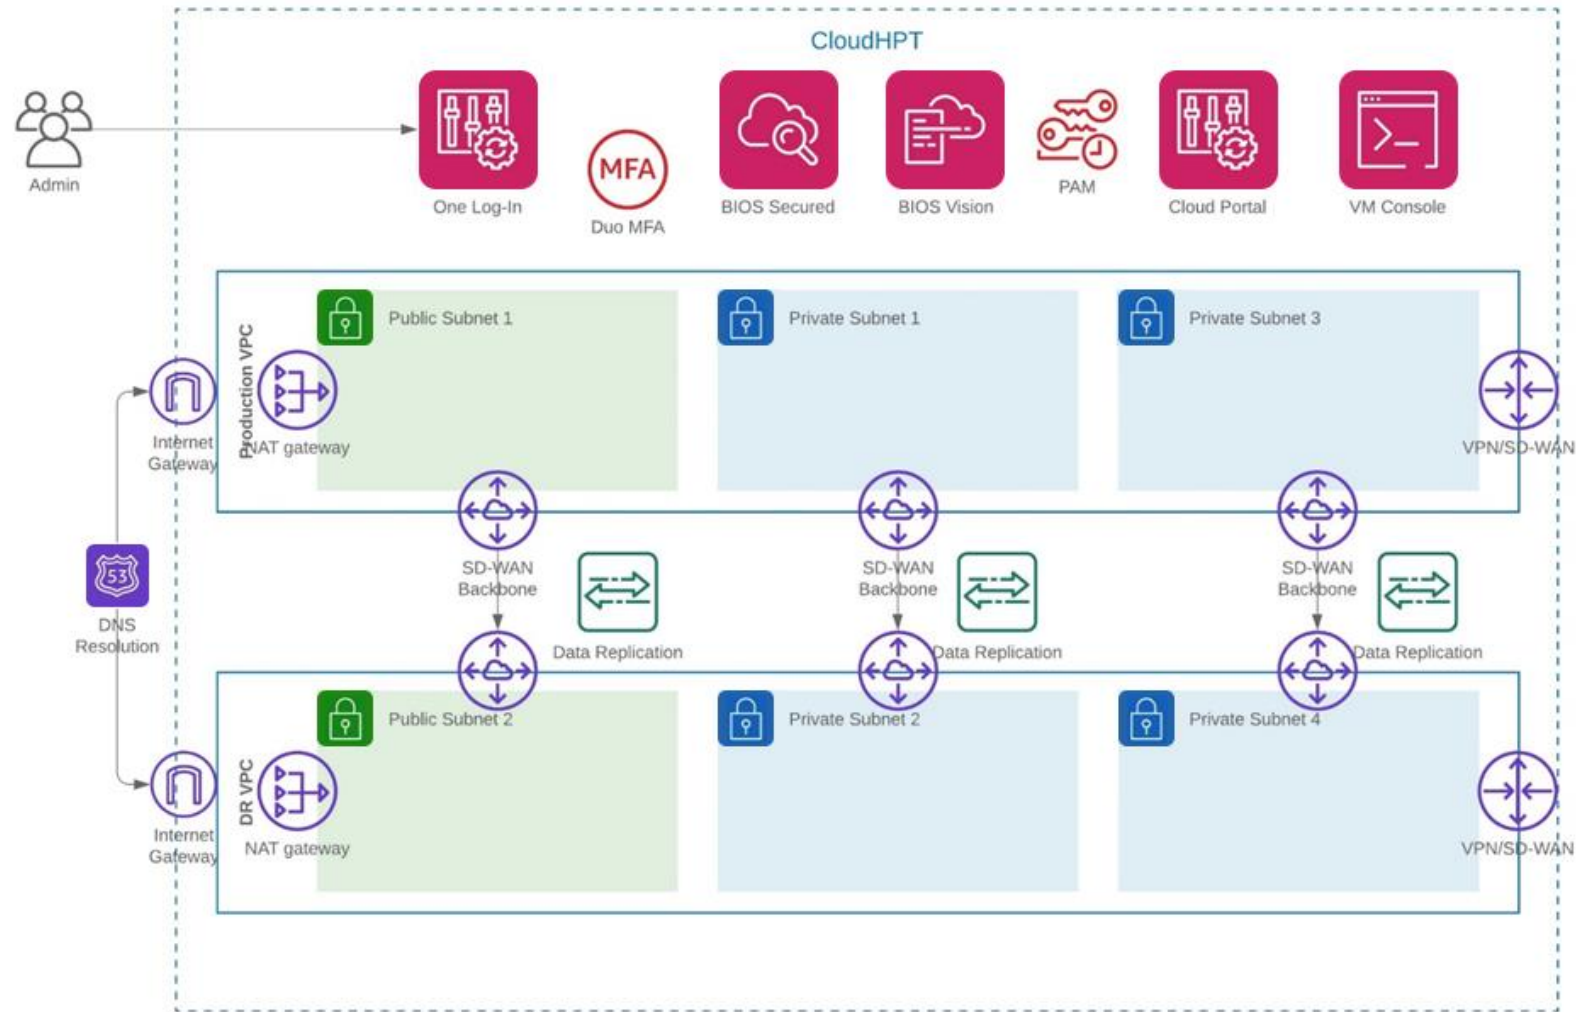 CloudHPT
Admin
One Log-In
MFA
Duo MFA
BIOS Secured
BIOS Vision
PAM
Cloud Portal
VM Console
Production VPC
Public Subnet 1
Private Subnet 1
Private Subnet 3
Internet
Gateway
NAT gateway
VPN/SD-WAN
53
DNS
Resolution
SD-WAN
Backbone
Data Replication
SD-WAN
Backbone
Data Replication
SD-WAN
Backbone
Data Replication
DR VPC
Public Subnet 2
Private Subnet 2
Private Subnet 4
Internet
Gateway
NAT gateway
VPN/SD-WAN